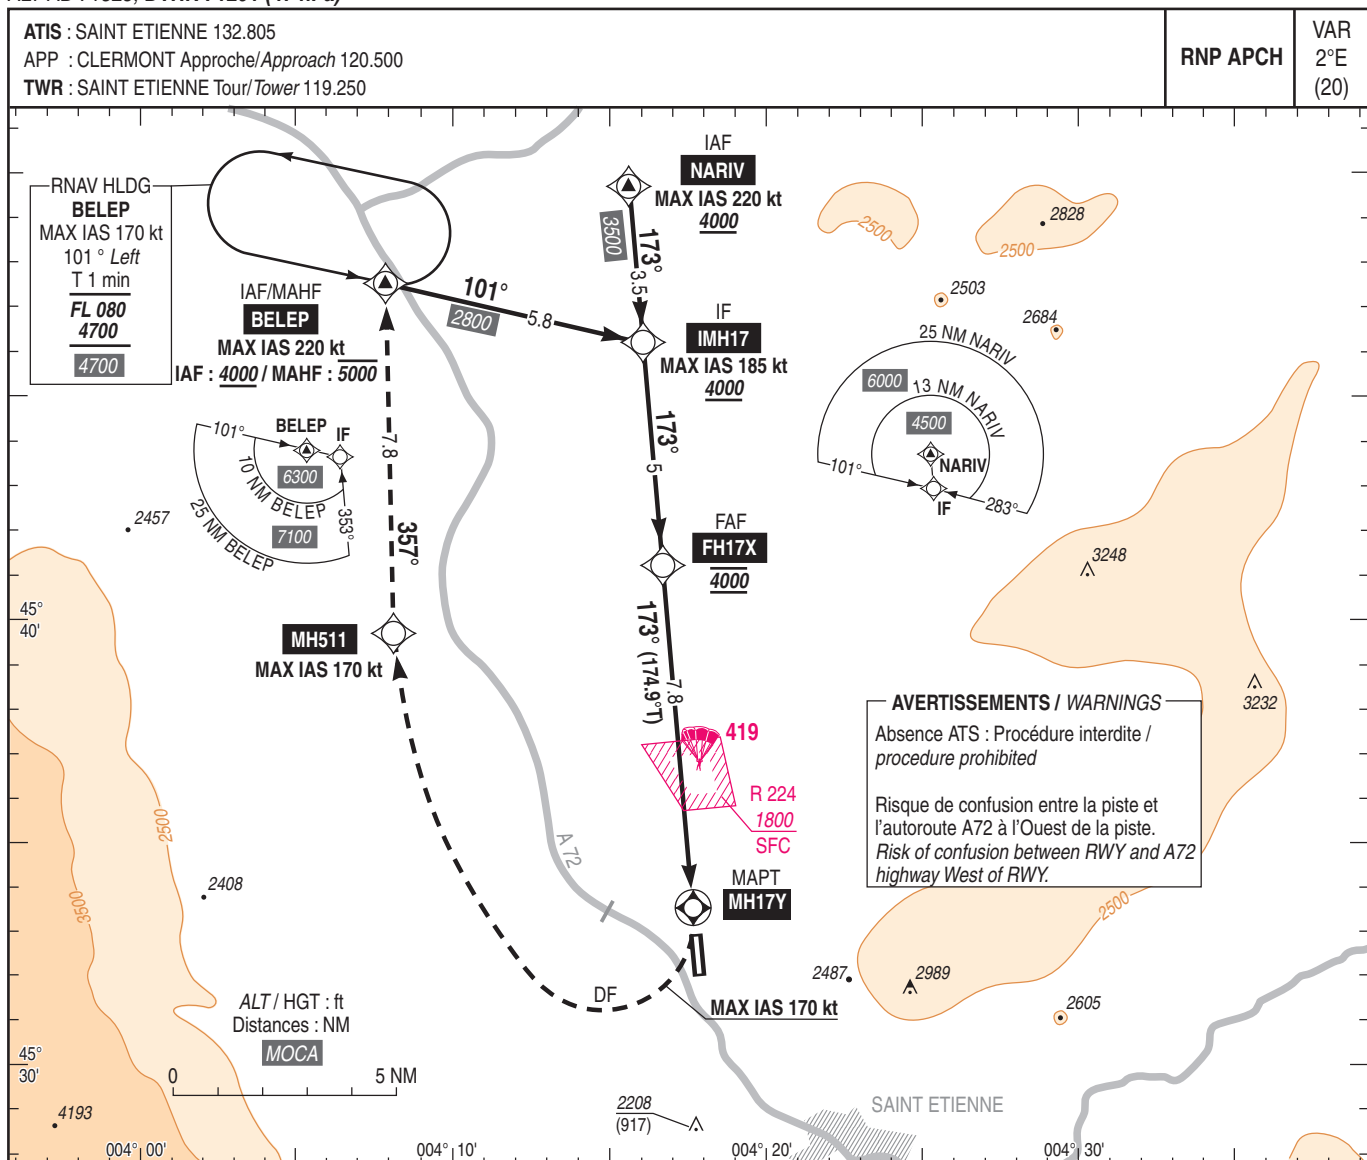 ATIS : SAINT ETIENNE 132.805
APP : CLERMONT Approche/Approach 120.500
TWR : SAINT ETIENNE Tour/Tower 119.250
RNP APCH
VAR
2°E
(20)
RNAV HLDG
BELEP
MAX IAS 170 kt
101 ° Left
T 1 min
FL 080
4700
4700
IAF/MAHF
BELEP
MAX IAS 220 kt
IAF : 4000 / MAHF : 5000
101°
2800
5.8
IAF
NARIV
MAX IAS 220 kt
4000
3500
173°
3.5
IF
IMH17
MAX IAS 185 kt
4000
173°
5
FAF
FH17X
4000
173° (174.9°T)
7.8
419
R 224
1800
SFC
MAPT
MH17Y
DF
MAX IAS 170 kt
MH511
MAX IAS 170 kt
357°
7.8
BELEP
IF
101°
6300
10 NM BELEP
7100
25 NM BELEP
353°
25 NM NARIV
6000
13 NM NARIV
4500
NARIV
101°
IF
283°
2500
2828
2500
2503
2684
3248
3232
2457
2408
2500
3500
4193
AVERTISSEMENTS / WARNINGS
Absence ATS : Procédure interdite /
procedure prohibited
Risque de confusion entre la piste et
l'autoroute A72 à l'Ouest de la piste.
Risk of confusion between RWY and A72
highway West of RWY.
2500
2487
2989
2605
A 72
ALT / HGT : ft
Distances : NM
MOCA
0
5 NM
2208
(917)
SAINT ETIENNE
45°
40'
45°
30'
004° 00'
004° 10'
004° 20'
004° 30'